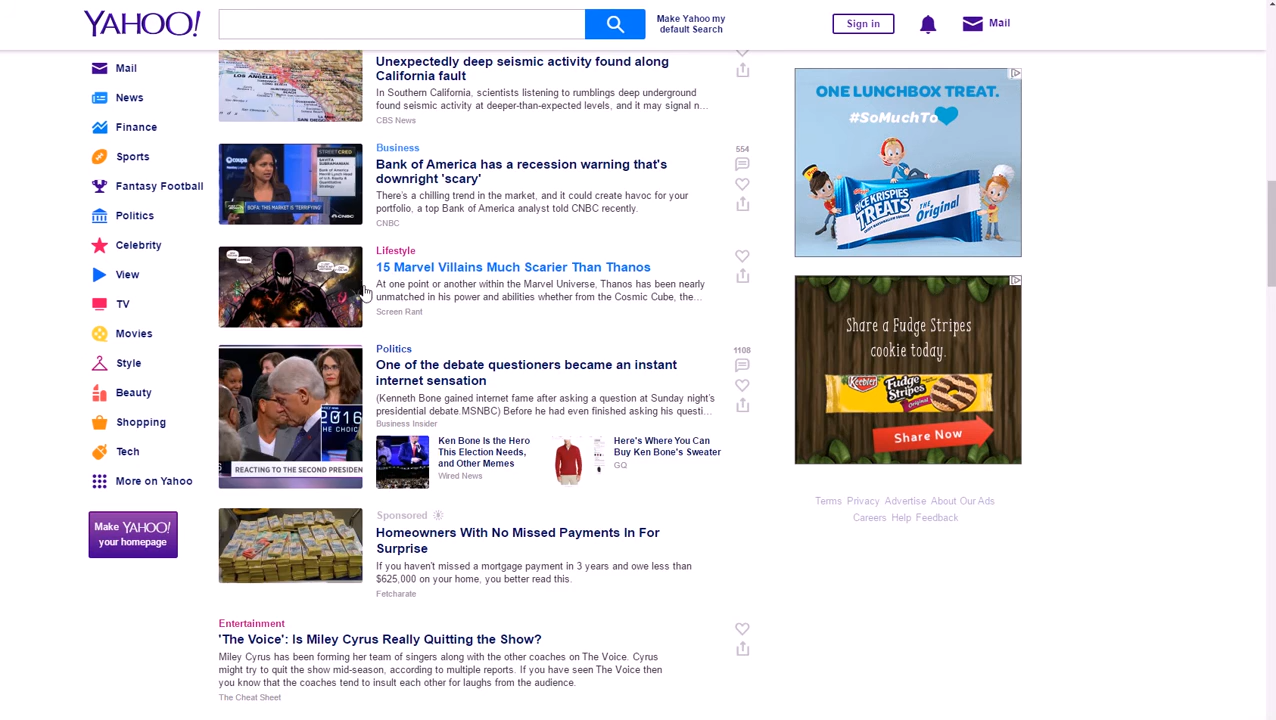 YAHOO!
Make Yahoo my
default Search
Sign in
Mail
Mail
News
Finance
Sports
Fantasy Football
Politics
Celebrity
View
TV
Movies
Style
Beauty
Shopping
Tech
More on Yahoo
Make YAHOO!
your homepage
LOS ANGELES
SAN DIEGO
Unexpectedly deep seismic activity found along
California fault
In Southern California, scientists listening to rumblings deep underground
found seismic activity at deeper-than-expected levels, and it may signal n...
CBS News
STREET CRED
coupa
BOFA: THIS MARKET IS 'TERRIFYING'
CNBC
Business
Bank of America has a recession warning that's
downright 'scary'
There's a chilling trend in the market, and it could create havoc for your
portfolio, a top Bank of America analyst told CNBC recently.
CNBC
554
Lifestyle
15 Marvel Villains Much Scarier Than Thanos
At one point or another within the Marvel Universe, Thanos has been nearly
unmatched in his power and abilities whether from the Cosmic Cube, the...
Screen Rant
2016
THE CHOICE
REACTING TO THE SECOND PRESIDEN
Politics
One of the debate questioners became an instant
internet sensation
(Kenneth Bone gained internet fame after asking a question at Sunday night's
presidential debate.MSNBC) Before he had even finished asking his questi...
Business Insider
1108
Ken Bone Is the Hero
This Election Needs,
and Other Memes
Wired News
Here's Where You Can
Buy Ken Bone's Sweater
GQ
Sponsored
Homeowners With No Missed Payments In For
Surprise
If you haven't missed a mortgage payment in 3 years and owe less than
$625,000 on your home, you better read this.
Fetcharate
Entertainment
'The Voice': Is Miley Cyrus Really Quitting the Show?
Miley Cyrus has been forming her team of singers along with the other coaches on The Voice. Cyrus
might try to quit the show mid-season, according to multiple reports. If you have seen The Voice then
you know that the coaches tend to insult each other for laughs from the audience.
The Cheat Sheet
ONE LUNCHBOX TREAT.
#SoMuchTo
RICE KRISPIES
TREATS
THE Original
Share a Fudge Stripes
cookie today.
Keebler
Fudge
Stripes
Original
Share Now
Terms Privacy Advertise About Our Ads
Careers Help Feedback